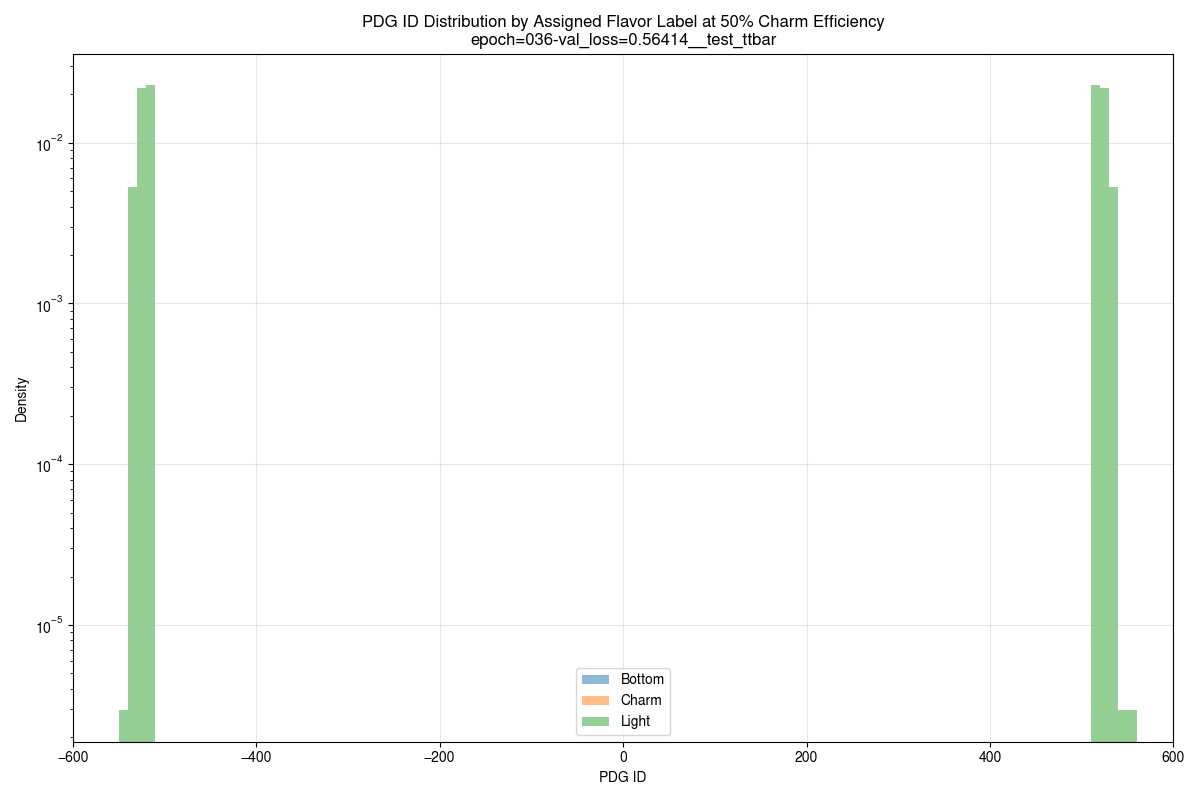 PDG ID Distribution by Assigned Flavor Label at 50% Charm Efficiency
epoch=036-val_loss=0.56414__test_ttbar
Density
10⁻²
10⁻³
10⁻⁴
10⁻⁵
Bottom
Charm
Light
−600 −400 −200 0 200 400 600
PDG ID